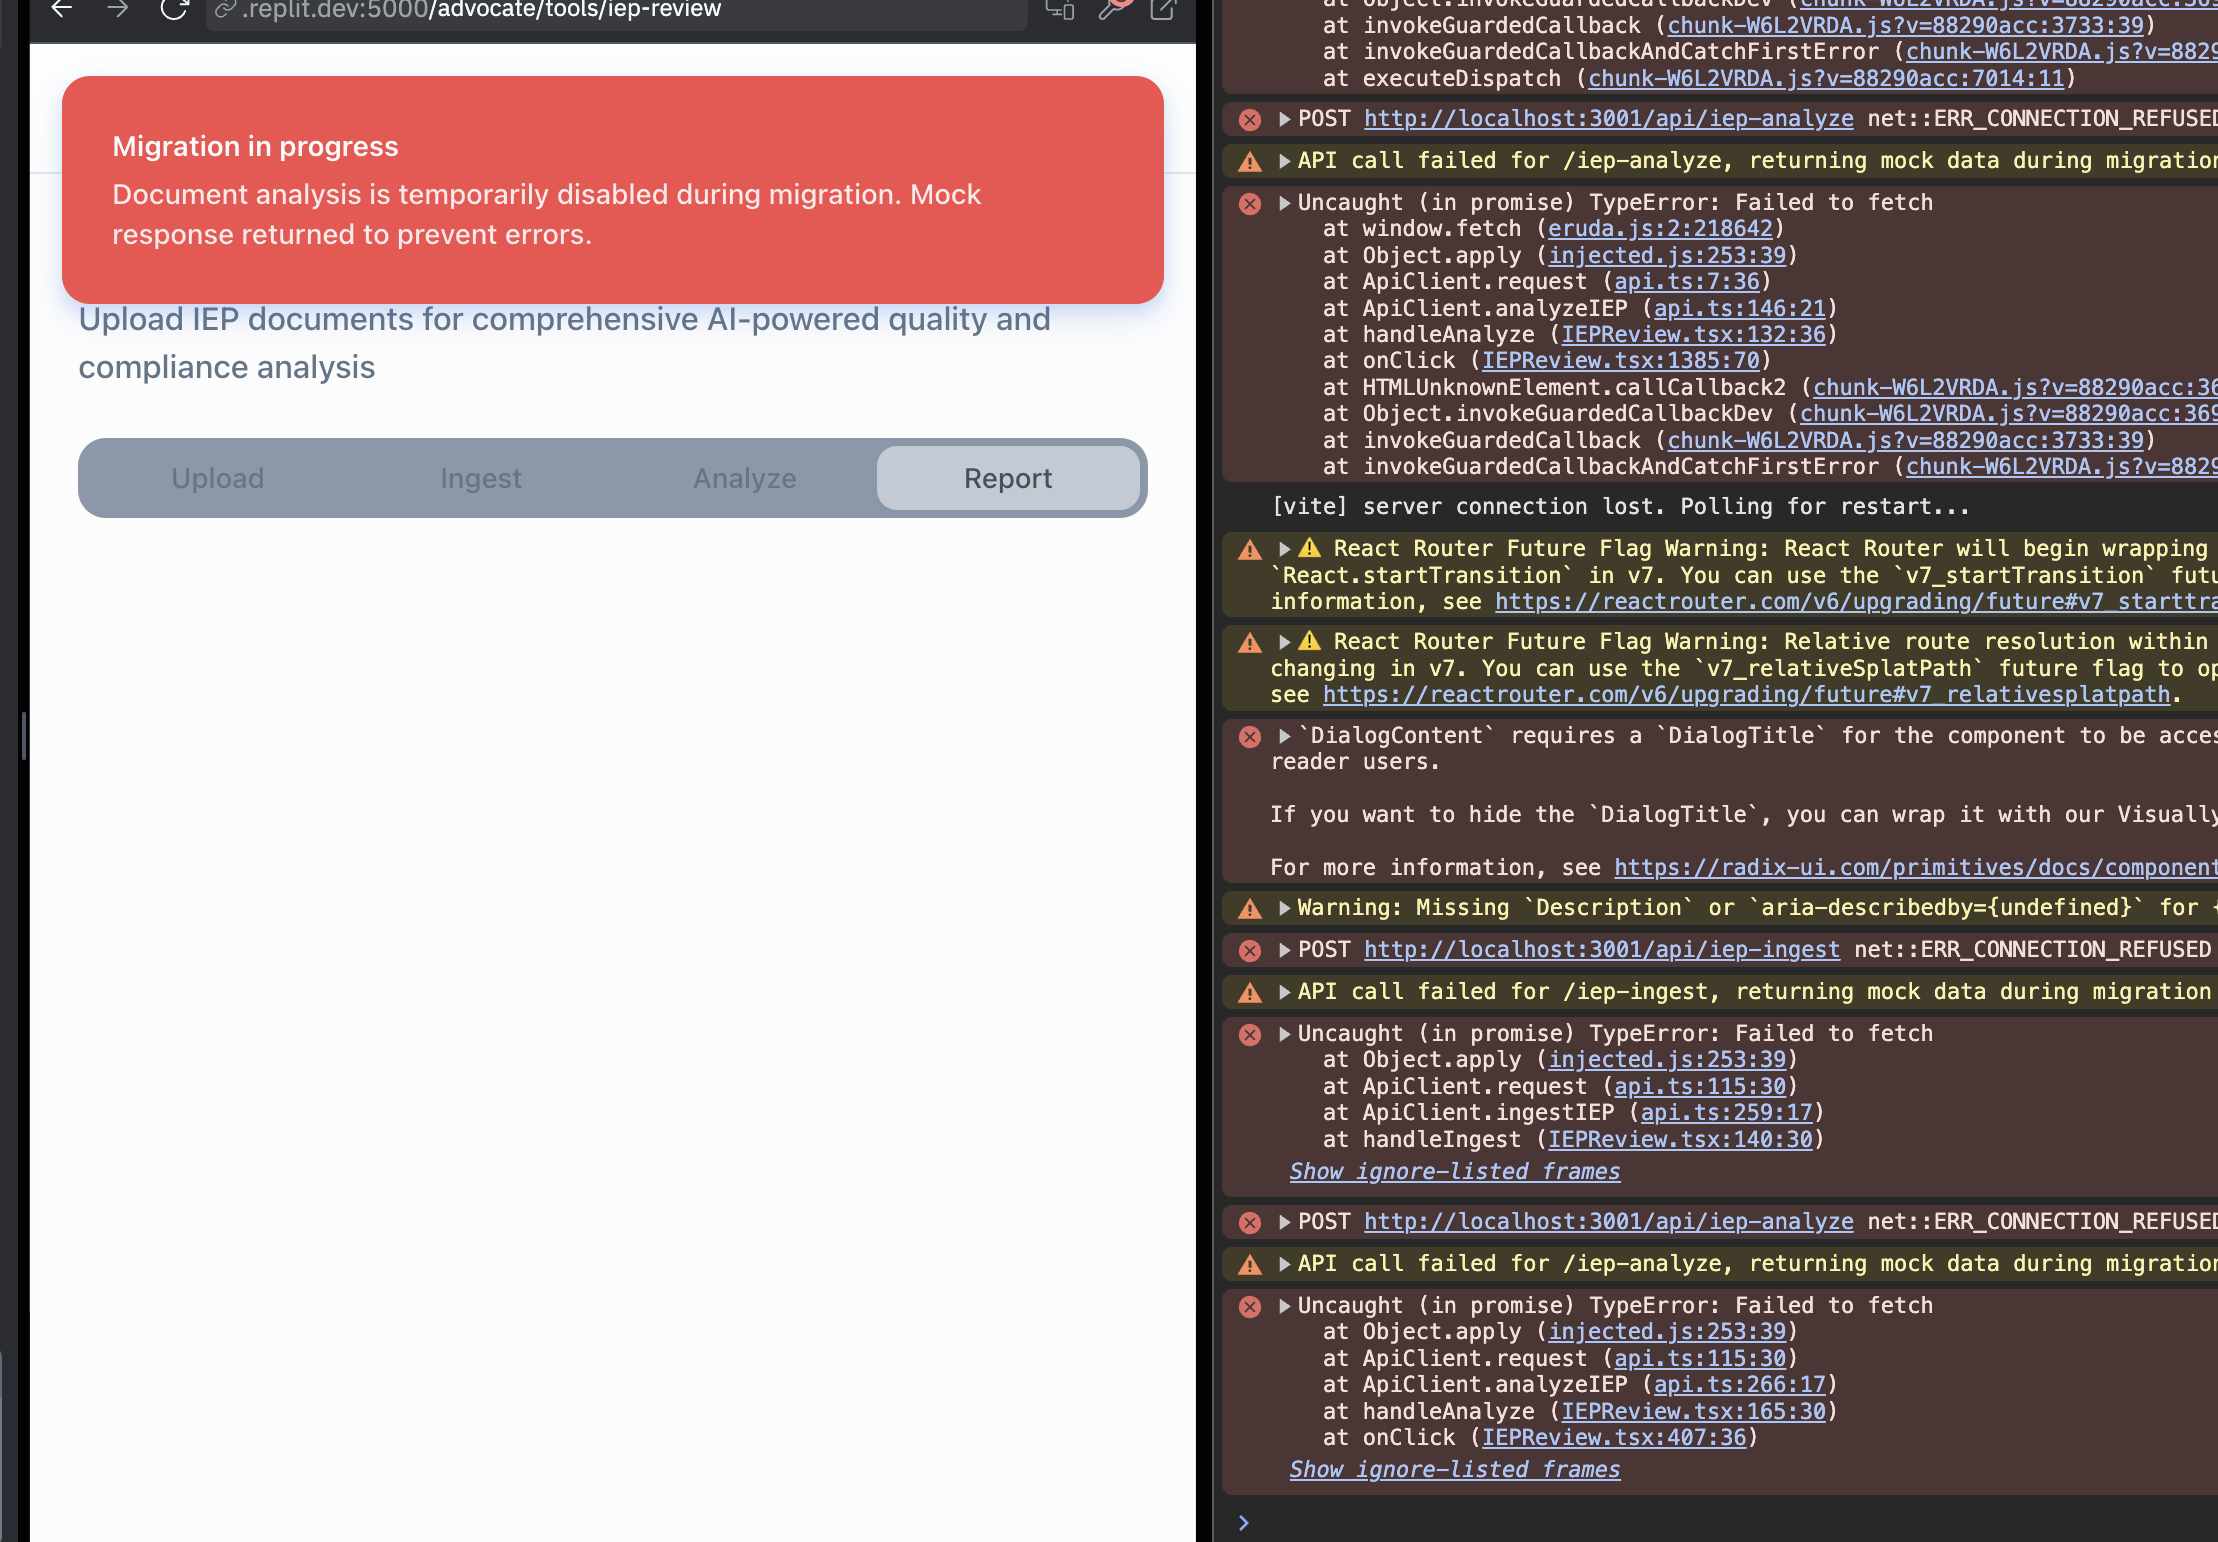 .replit.dev:5000/advocate/tools/iep-review
Migration in progress
Document analysis is temporarily disabled during migration. Mock
response returned to prevent errors.
Upload IEP documents for comprehensive AI-powered quality and
compliance analysis
Upload
Ingest
Analyze
Report
at Object.invokeGuardedCallbackDev (chunk-W6L2VRDA.js?v=88290acc:369
at invokeGuardedCallback (chunk-W6L2VRDA.js?v=88290acc:3733:39)
at invokeGuardedCallbackAndCatchFirstError (chunk-W6L2VRDA.js?v=8829
at executeDispatch (chunk-W6L2VRDA.js?v=88290acc:7014:11)
POST http://localhost:3001/api/iep-analyze net::ERR_CONNECTION_REFUSED
API call failed for /iep-analyze, returning mock data during migration
Uncaught (in promise) TypeError: Failed to fetch
at window.fetch (eruda.js:2:218642)
at Object.apply (injected.js:253:39)
at ApiClient.request (api.ts:7:36)
at ApiClient.analyzeIEP (api.ts:146:21)
at handleAnalyze (IEPReview.tsx:132:36)
at onClick (IEPReview.tsx:1385:70)
at HTMLUnknownElement.callCallback2 (chunk-W6L2VRDA.js?v=88290acc:36
at Object.invokeGuardedCallbackDev (chunk-W6L2VRDA.js?v=88290acc:369
at invokeGuardedCallback (chunk-W6L2VRDA.js?v=88290acc:3733:39)
at invokeGuardedCallbackAndCatchFirstError (chunk-W6L2VRDA.js?v=8829
[vite] server connection lost. Polling for restart...
⚠️ React Router Future Flag Warning: React Router will begin wrapping
`React.startTransition` in v7. You can use the `v7_startTransition` futu
information, see https://reactrouter.com/v6/upgrading/future#v7_starttra
⚠️ React Router Future Flag Warning: Relative route resolution within
changing in v7. You can use the `v7_relativeSplatPath` future flag to op
see https://reactrouter.com/v6/upgrading/future#v7_relativesplatpath.
`DialogContent` requires a `DialogTitle` for the component to be acces
reader users.
If you want to hide the `DialogTitle`, you can wrap it with our Visually
For more information, see https://radix-ui.com/primitives/docs/component
Warning: Missing `Description` or `aria-describedby={undefined}` for {
POST http://localhost:3001/api/iep-ingest net::ERR_CONNECTION_REFUSED
API call failed for /iep-ingest, returning mock data during migration
Uncaught (in promise) TypeError: Failed to fetch
at Object.apply (injected.js:253:39)
at ApiClient.request (api.ts:115:30)
at ApiClient.ingestIEP (api.ts:259:17)
at handleIngest (IEPReview.tsx:140:30)
Show ignore-listed frames
POST http://localhost:3001/api/iep-analyze net::ERR_CONNECTION_REFUSED
API call failed for /iep-analyze, returning mock data during migration
Uncaught (in promise) TypeError: Failed to fetch
at Object.apply (injected.js:253:39)
at ApiClient.request (api.ts:115:30)
at ApiClient.analyzeIEP (api.ts:266:17)
at handleAnalyze (IEPReview.tsx:165:30)
at onClick (IEPReview.tsx:407:36)
Show ignore-listed frames